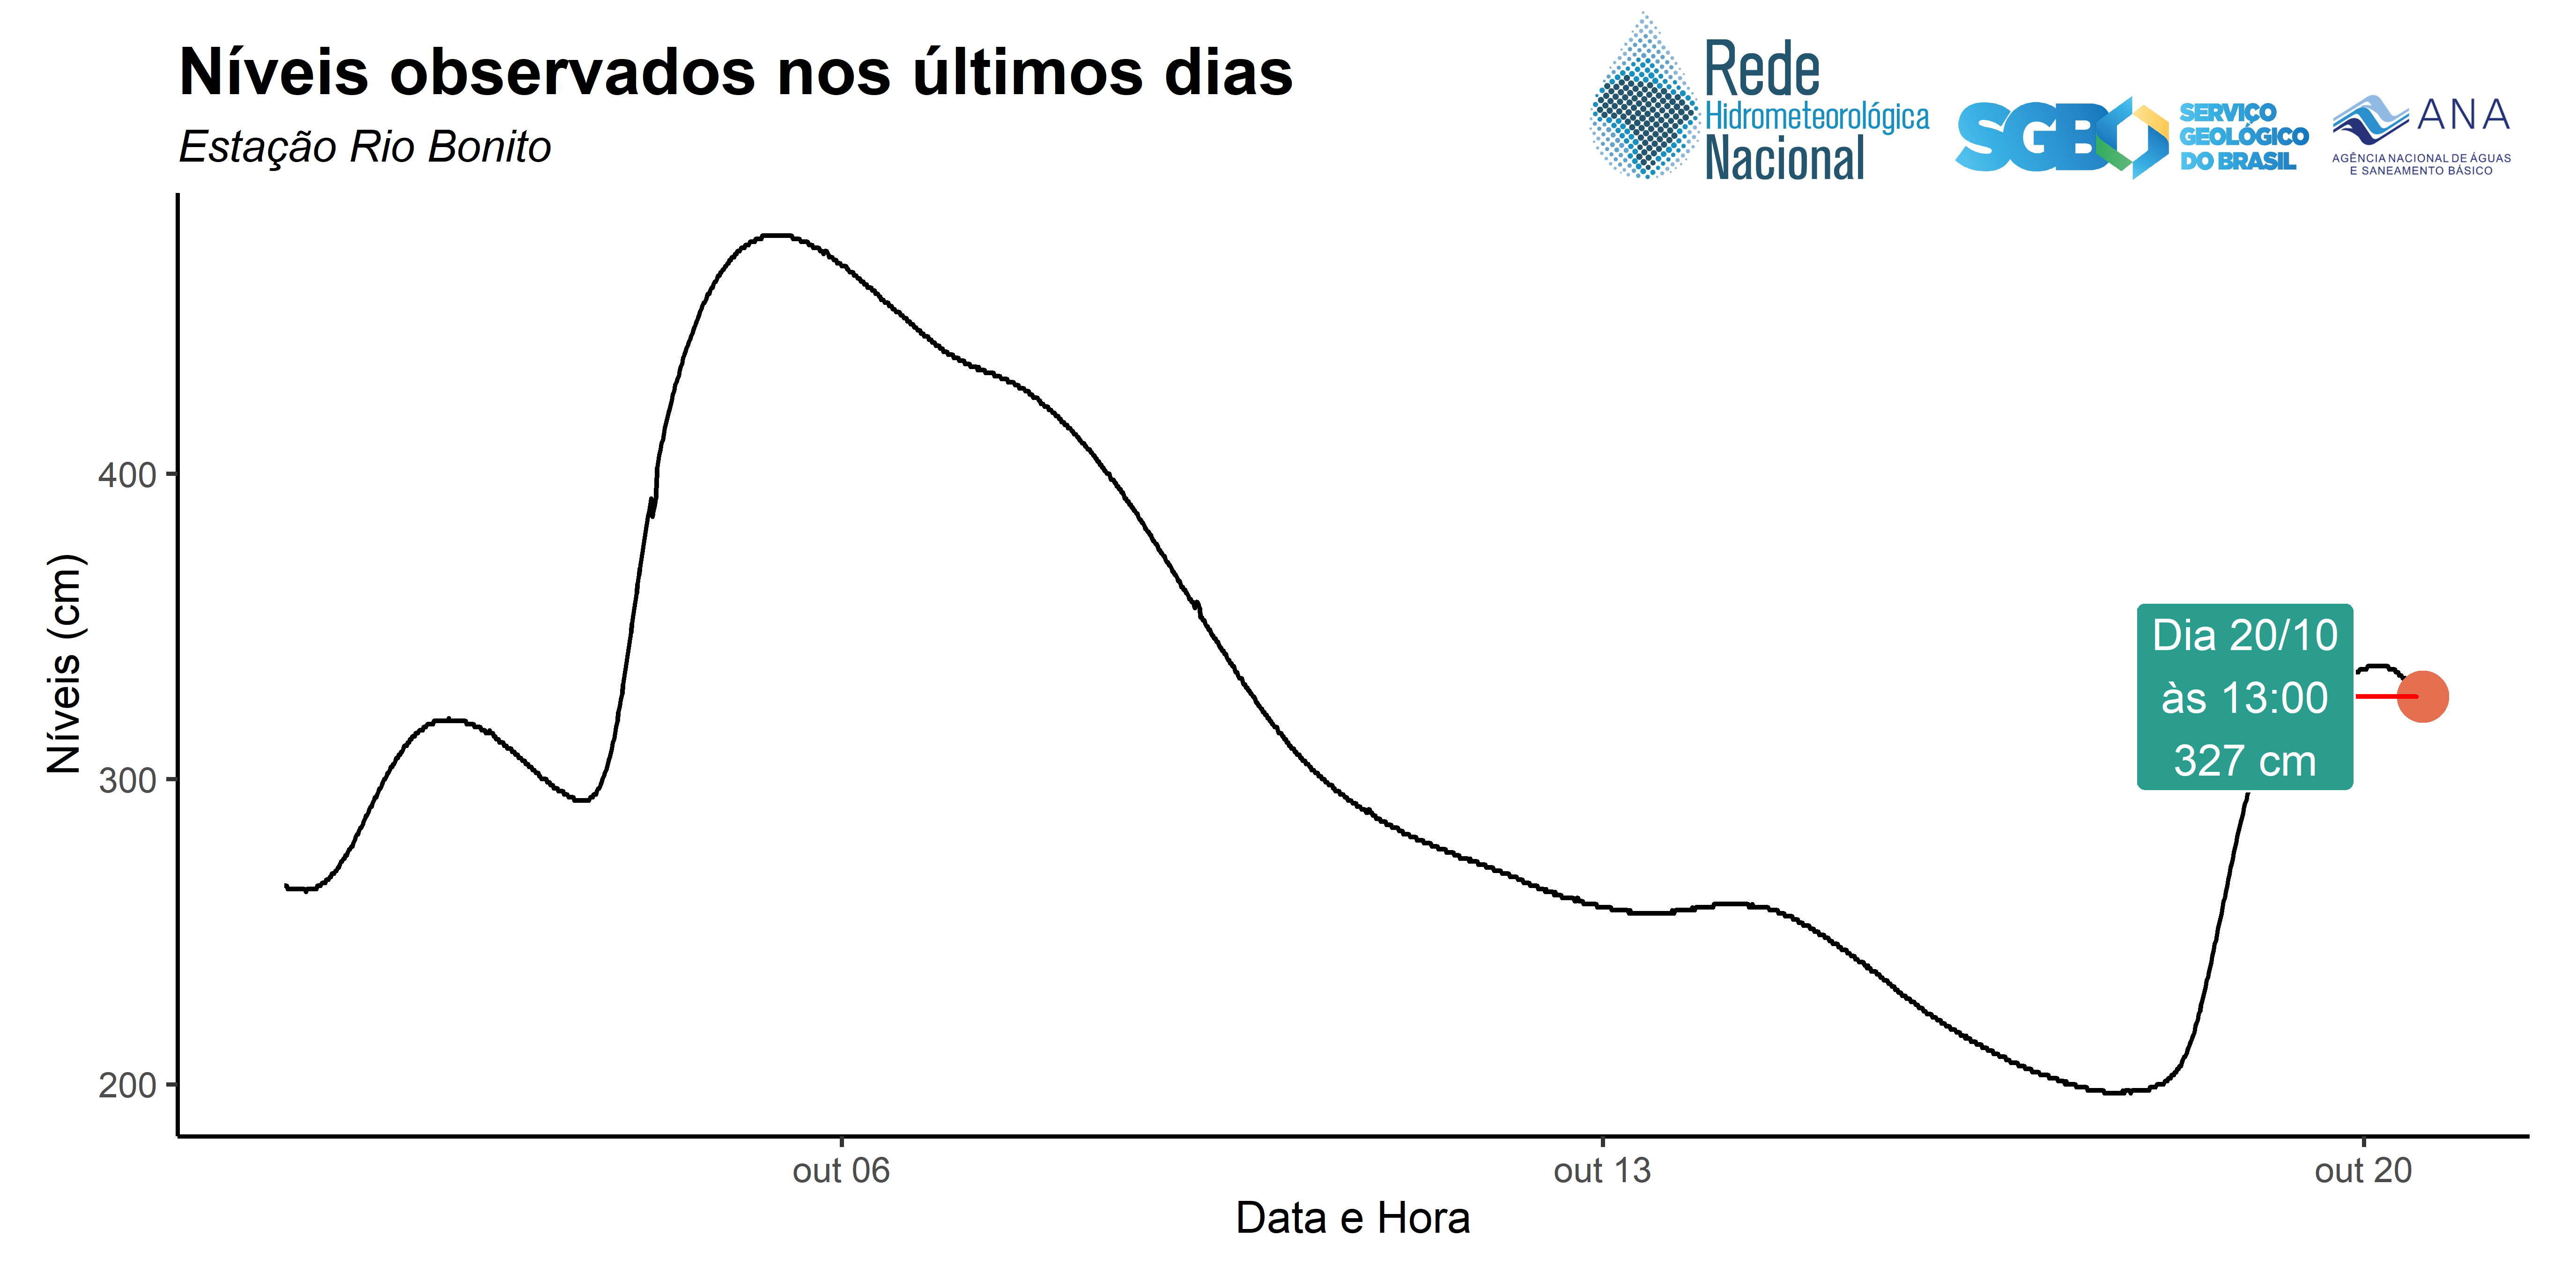 Níveis observados nos últimos dias
Estação Rio Bonito
Rede
Hidrometeorológica
Nacional
SGB
SERVIÇO
GEOLÓGICO
DO BRASIL
ANA
AGÊNCIA NACIONAL DE ÁGUAS
E SANEAMENTO BÁSICO
Níveis (cm)
400
300
200
Dia 20/10
às 13:00
327 cm
out 06
out 13
out 20
Data e Hora